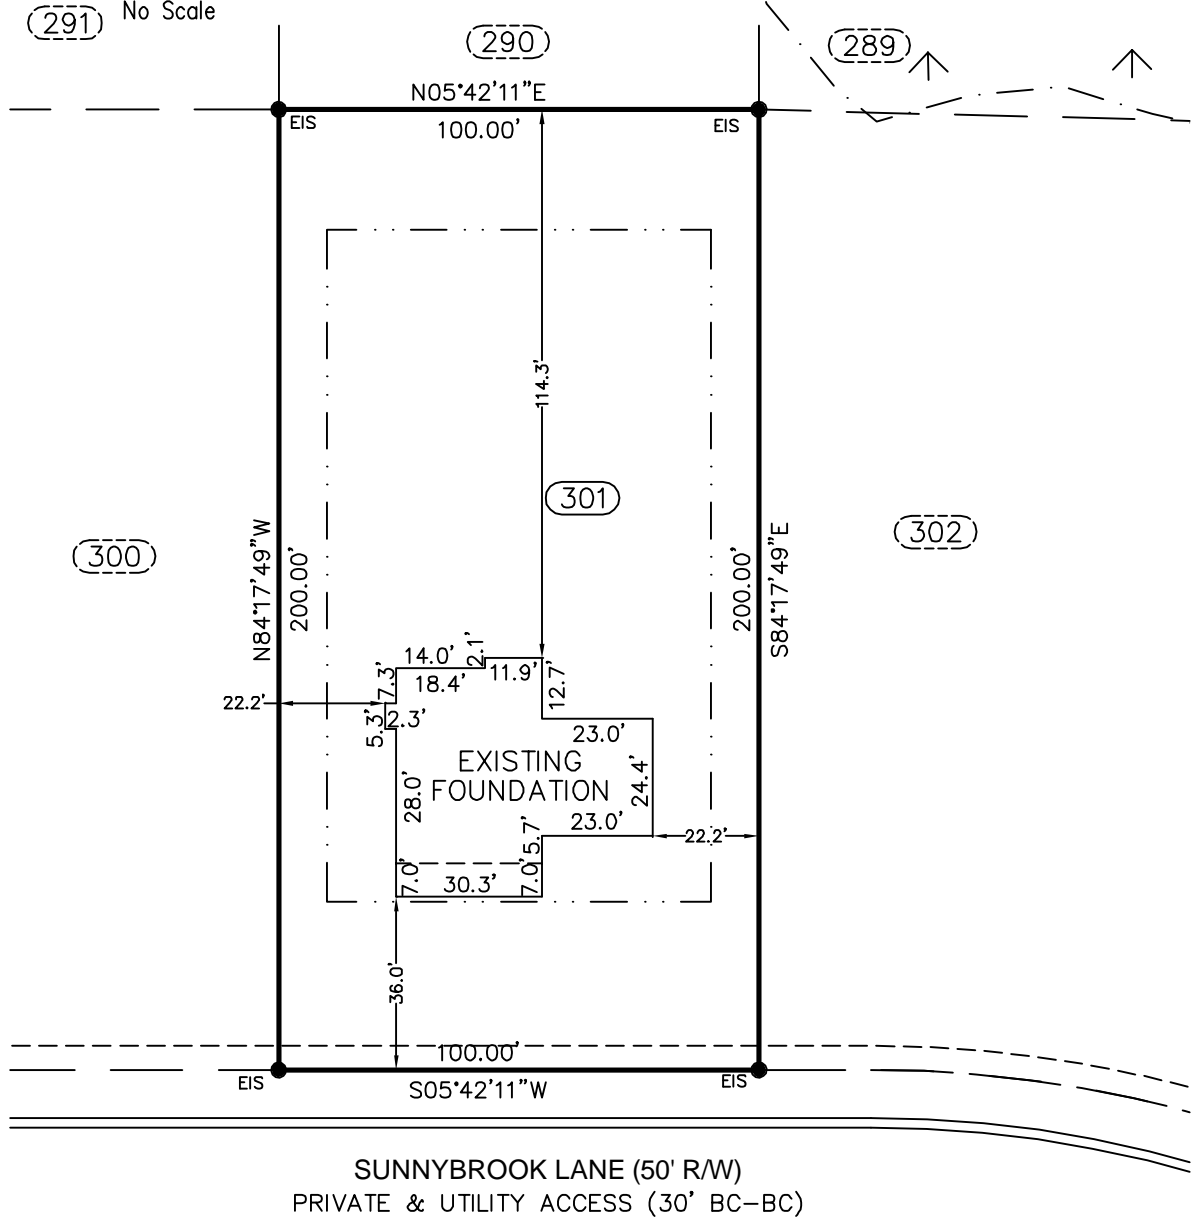 291 No Scale
290
289
N05°42'11"E
EIS
100.00'
EIS
114.3'
301
300
302
N84°17'49"W
200.00'
200.00'
S84°17'49"E
14.0'
2.1'
7.3'
18.4'
11.9'
12.7'
22.2'
5.3'
2.3'
23.0'
EXISTING
FOUNDATION
28.0'
24.4'
23.0'
5.7'
22.2'
7.0'
30.3'
7.0'
36.0'
100.00'
EIS
EIS
S05°42'11"W
SUNNYBROOK LANE (50' R/W)
PRIVATE & UTILITY ACCESS (30' BC-BC)